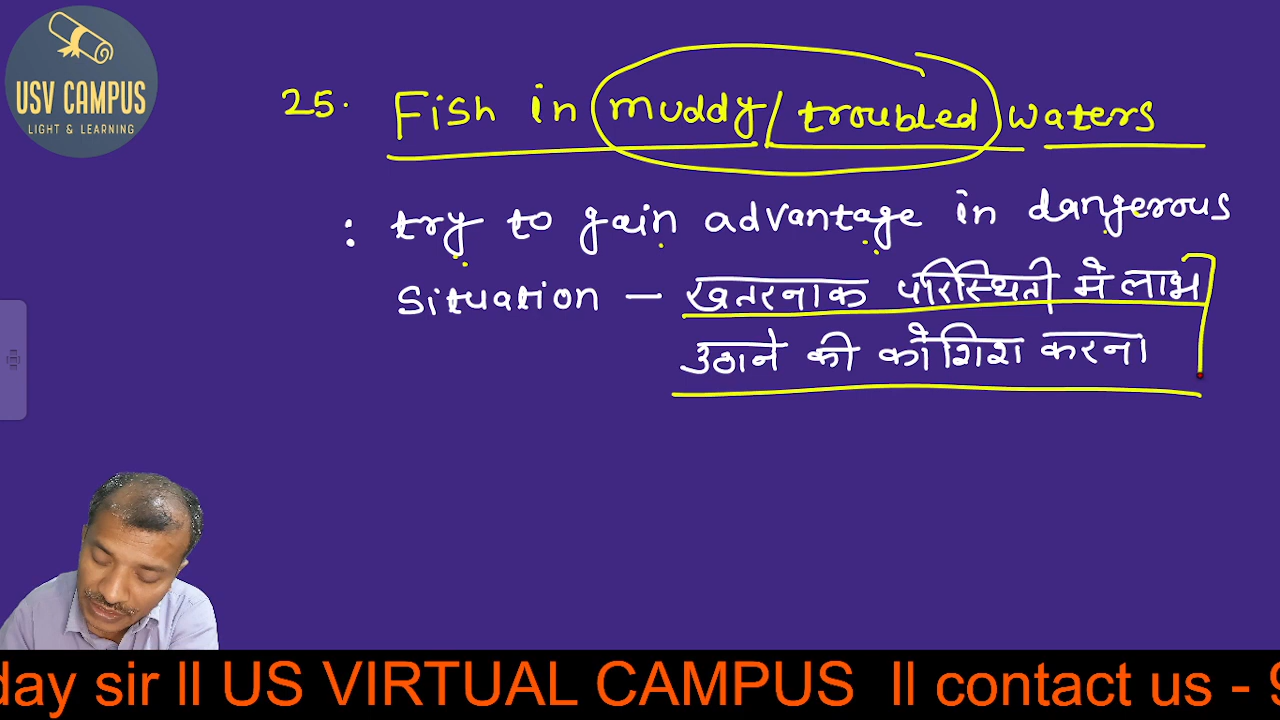 USV CAMPUS
LIGHT & LEARNING
25. Fish in muddy/troubled waters
: try to gain advantage in dangerous
situation – खतरनाक परिस्थिती में लाभ
उठाने की कोशिश करना
day sir ll US VIRTUAL CAMPUS ll contact us - 9